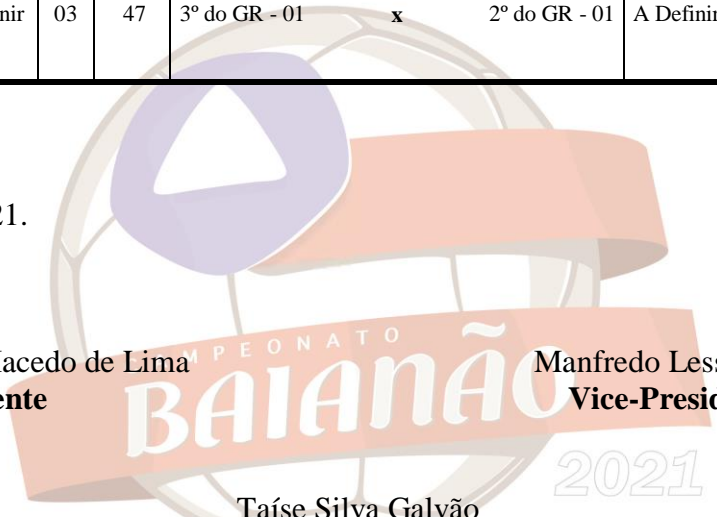 nir 03 47 3º do GR - 01 x 2º do GR - 01 A Definir
21.
CAMPEONATO
BAIANÃO
2021
Macedo de Lima Manfredo Less
ente Vice-Presid
Taíse Silva Galvão